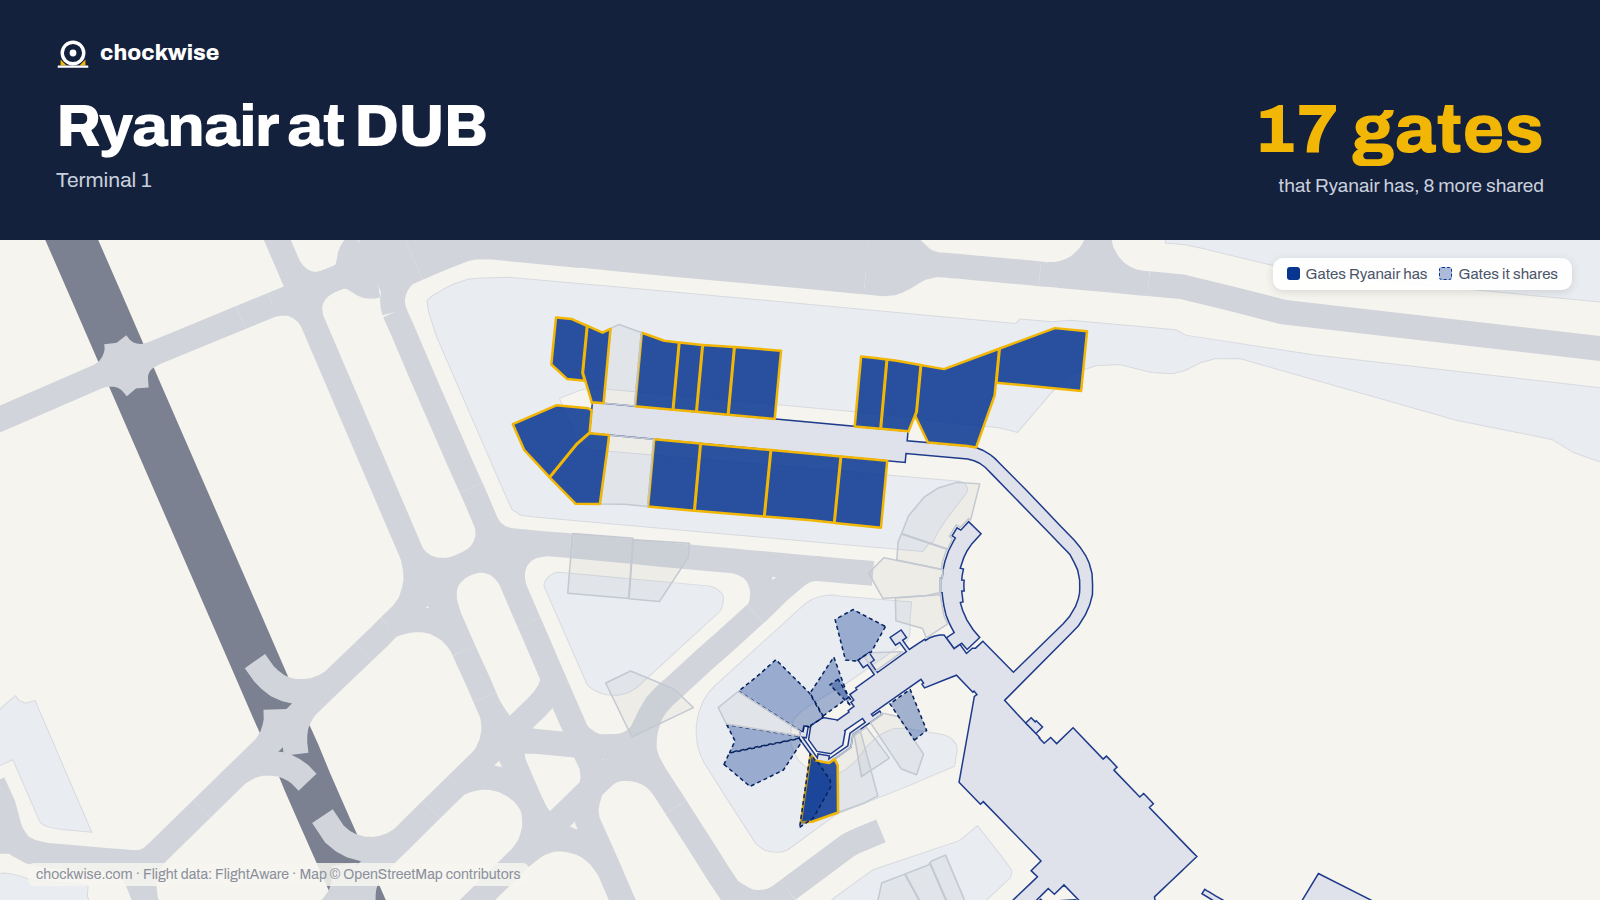 chockwise
Ryanair at DUB
Terminal 1
17 gates
that Ryanair has, 8 more shared
Gates Ryanair has
Gates it shares
chockwise.com · Flight data: FlightAware · Map © OpenStreetMap contributors